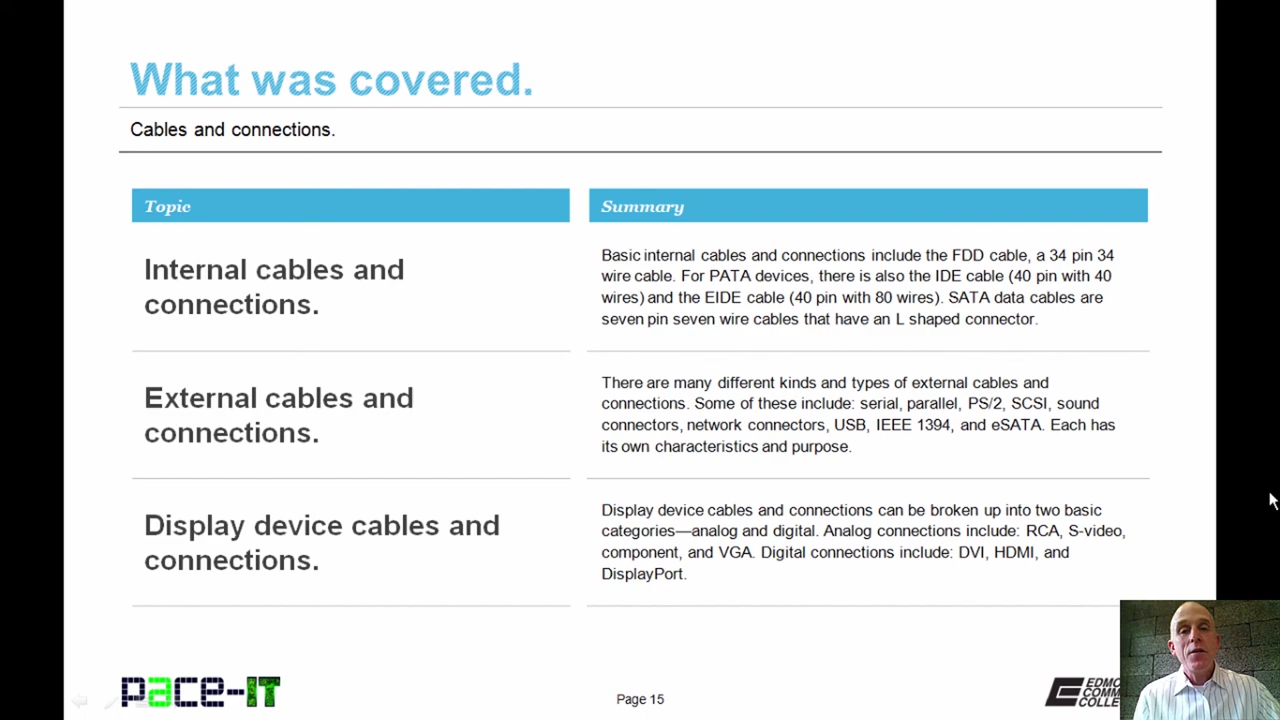 What was covered.
Cables and connections.
Topic
Summary
Internal cables and
connections.
Basic internal cables and connections include the FDD cable, a 34 pin 34
wire cable. For PATA devices, there is also the IDE cable (40 pin with 40
wires) and the EIDE cable (40 pin with 80 wires). SATA data cables are
seven pin seven wire cables that have an L shaped connector.
External cables and
connections.
There are many different kinds and types of external cables and
connections. Some of these include: serial, parallel, PS/2, SCSI, sound
connectors, network connectors, USB, IEEE 1394, and eSATA. Each has
its own characteristics and purpose.
Display device cables and
connections.
Display device cables and connections can be broken up into two basic
categories—analog and digital. Analog connections include: RCA, S-video,
component, and VGA. Digital connections include: DVI, HDMI, and
DisplayPort.
pace-IT
Page 15